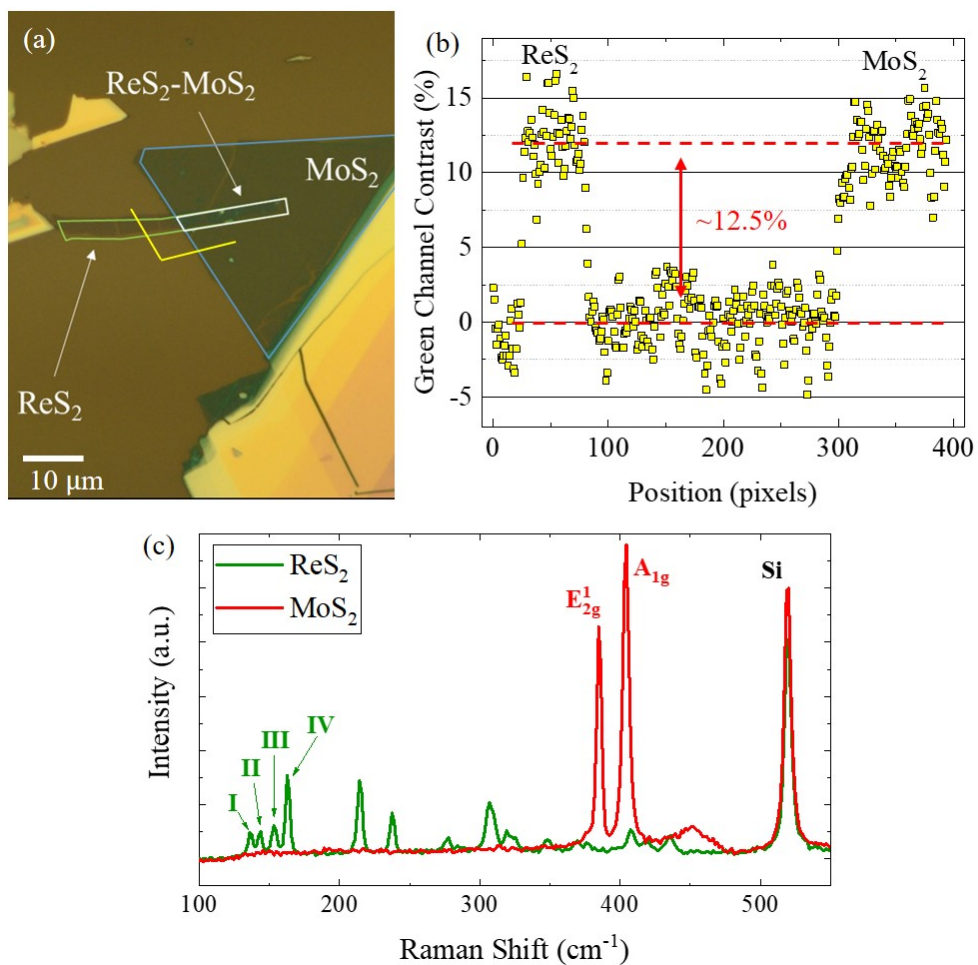 (a)
ReS₂-MoS₂
MoS₂
ReS₂
10 μm
(b)
ReS₂
MoS₂
~12.5%
Green Channel Contrast (%)
15
10
5
0
-5
0
100
200
300
400
Position (pixels)
(c)
ReS₂
MoS₂
I
II
III
IV
E¹₂g
A₁g
Si
Intensity (a.u.)
100
200
300
400
500
Raman Shift (cm⁻¹)